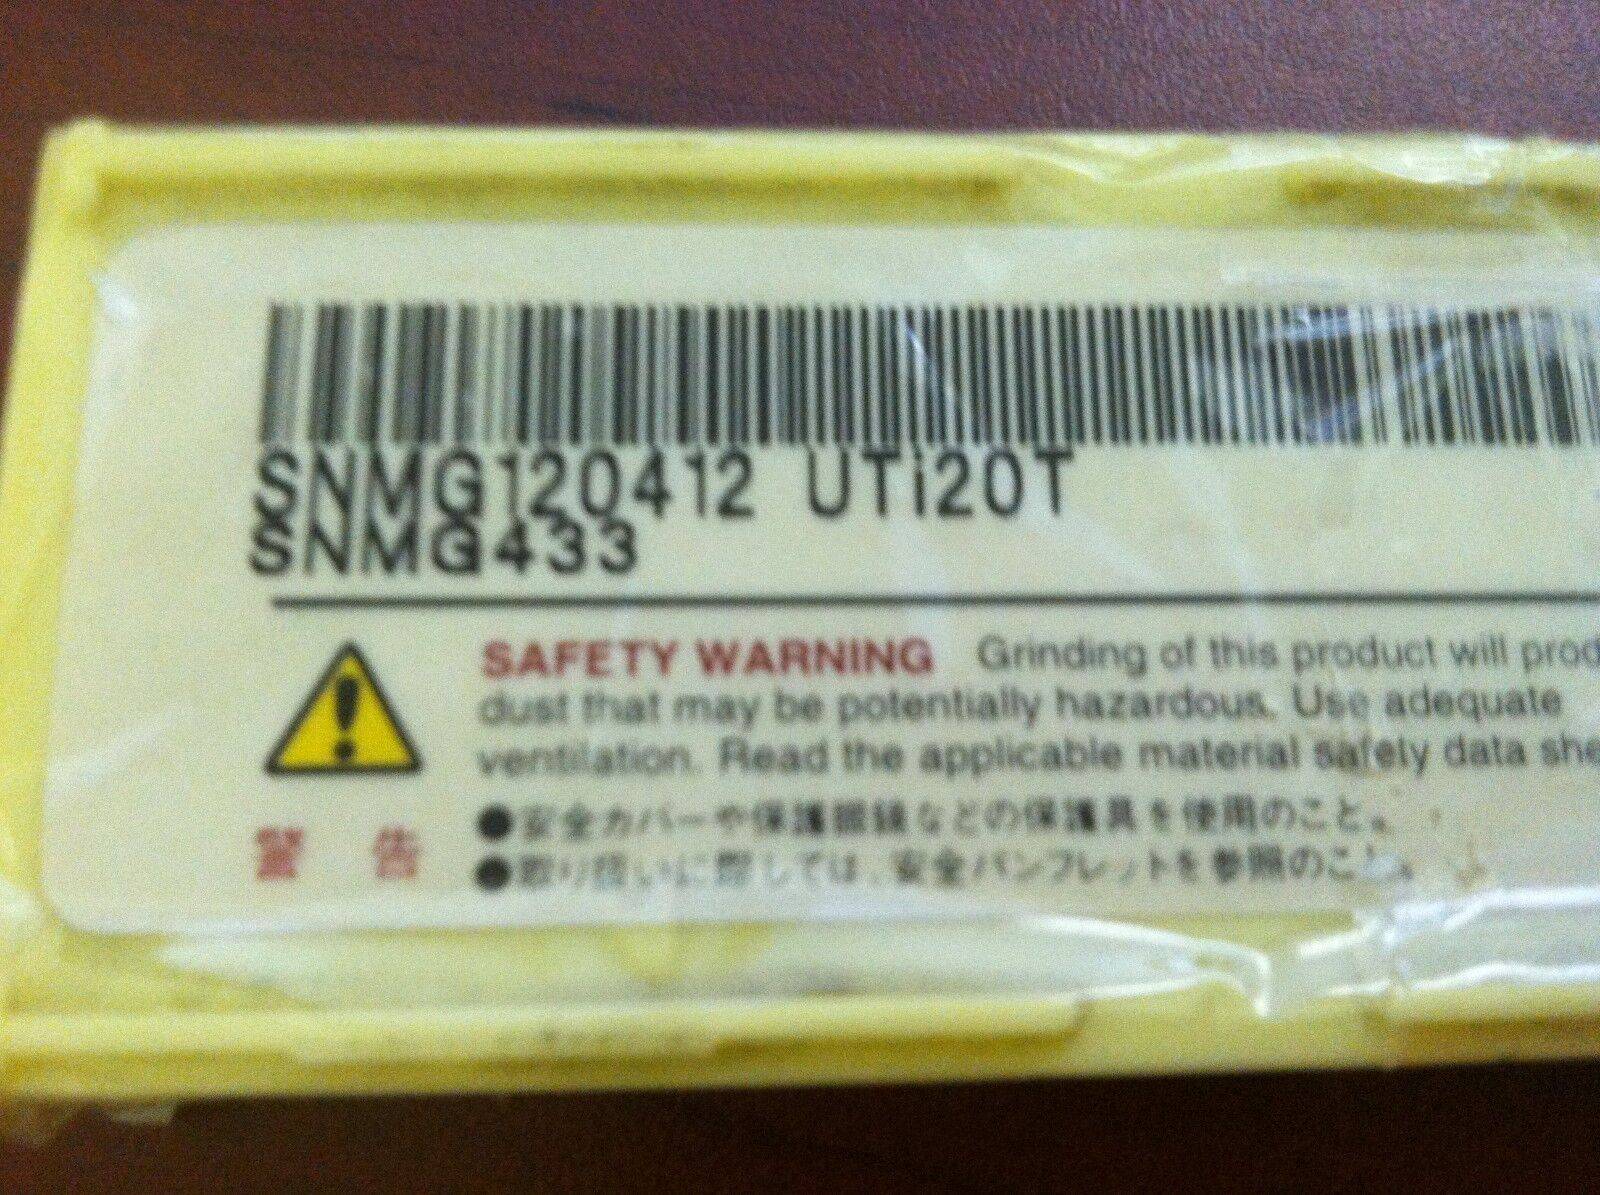 SNMG120412 UTi20T
SNMG433
SAFETY WARNING Grinding of this product will prod
dust that may be potentially hazardous. Use adequate
ventilation. Read the applicable material safety data she
警告
●安全カバーや保護眼鏡などの保護具を使用のこと。
●取り扱いに際しては、安全パンフレットを参照のこと。